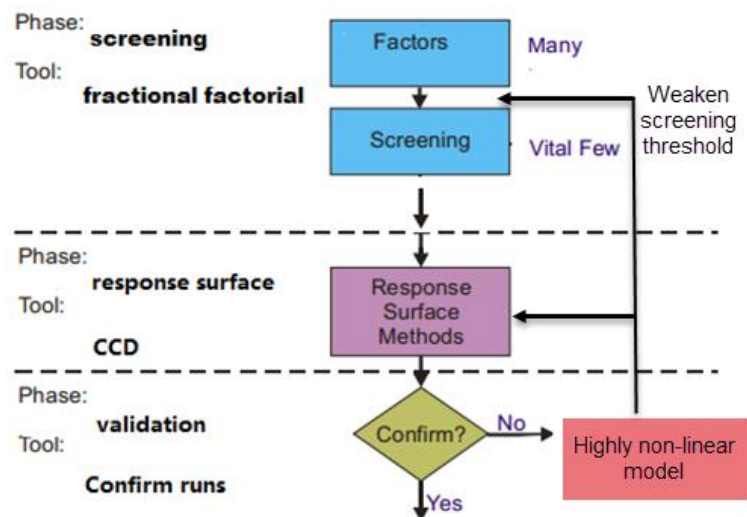 Phase:
screening
Tool:
fractional factorial
Factors
Many
Screening
Vital Few
Weaken
screening
threshold
Phase:
response surface
Tool:
CCD
Response
Surface
Methods
Phase:
validation
Tool:
Confirm runs
Confirm?
No
Yes
Highly non-linear
model